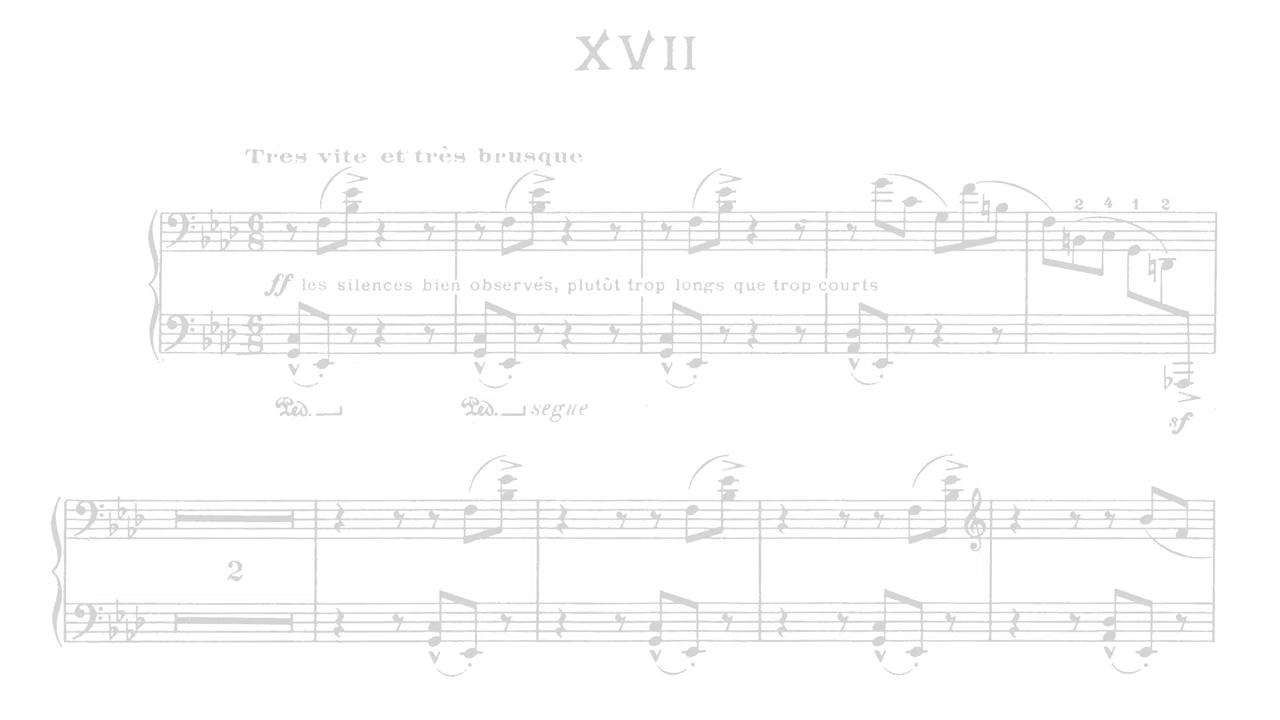 XVII
Tres vite et très brusque
2 4 1 2
ff les silences bien observés, plutôt trop longs que trop courts
Ped. Ped. segue
sf
2